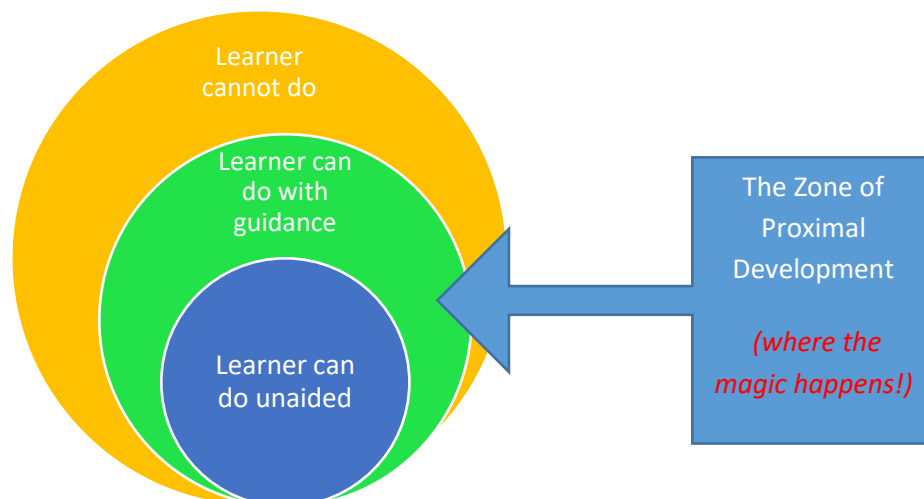 Learner
cannot do
Learner can
do with
guidance
Learner can
do unaided
The Zone of
Proximal
Development
(where the
magic happens!)